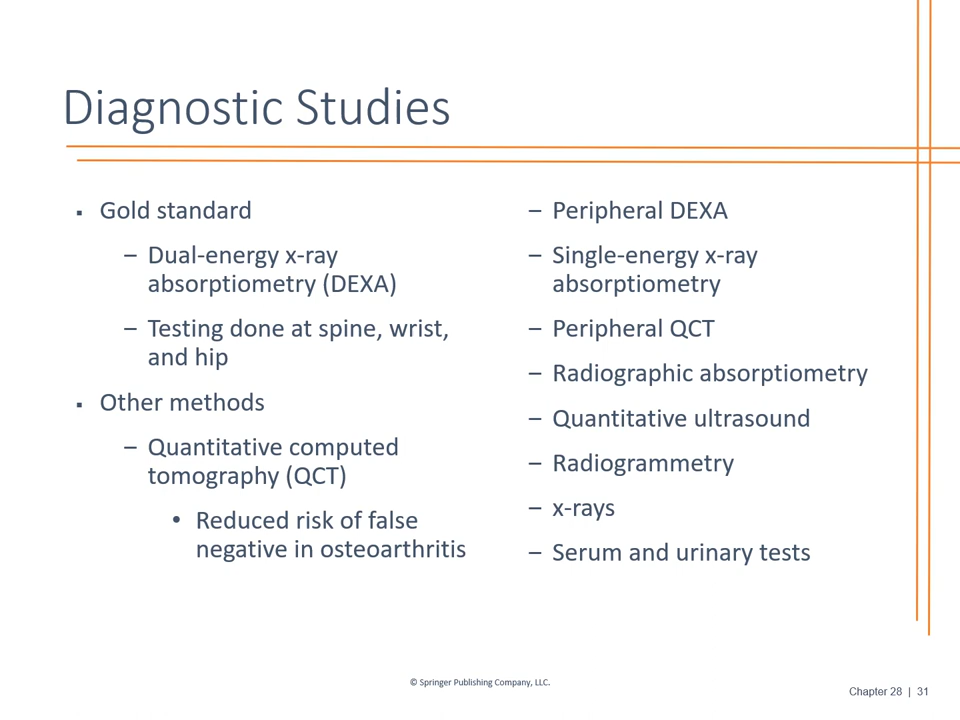 Diagnostic Studies
▪ Gold standard
– Dual-energy x-ray
absorptiometry (DEXA)
– Testing done at spine, wrist,
and hip
▪ Other methods
– Quantitative computed
tomography (QCT)
• Reduced risk of false
negative in osteoarthritis
– Peripheral DEXA
– Single-energy x-ray
absorptiometry
– Peripheral QCT
– Radiographic absorptiometry
– Quantitative ultrasound
– Radiogrammetry
– x-rays
– Serum and urinary tests
© Springer Publishing Company, LLC.
Chapter 28 | 31